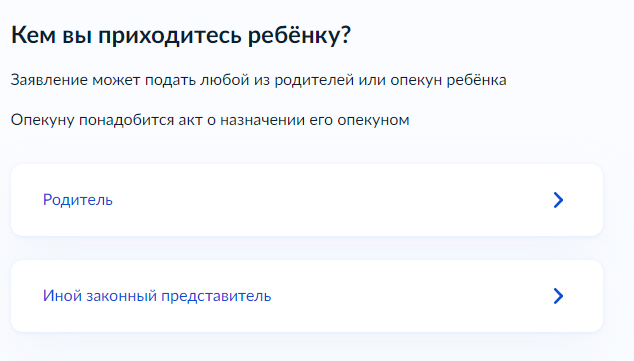 Кем вы приходитесь ребёнку?
Заявление может подать любой из родителей или опекун ребёнка
Опекуну понадобится акт о назначении его опекуном
Родитель
Иной законный представитель